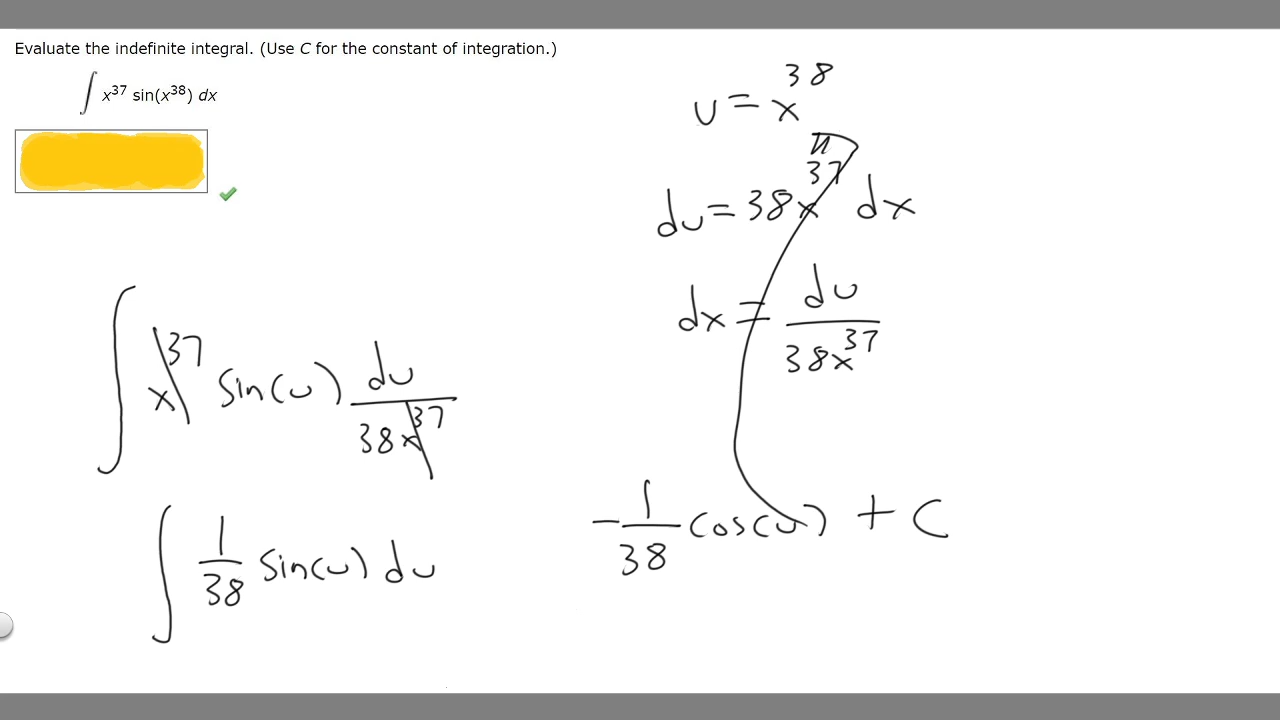 Evaluate the indefinite integral. (Use C for the constant of integration.)
∫ x³⁷ sin(x³⁸) dx
u = x³⁸
du = 38x³⁷ dx
dx = du/38x³⁷
∫ x³⁷ sin(u) du/38x³⁷
∫ 1/38 sin(u) du
-1/38 cos(u) + C